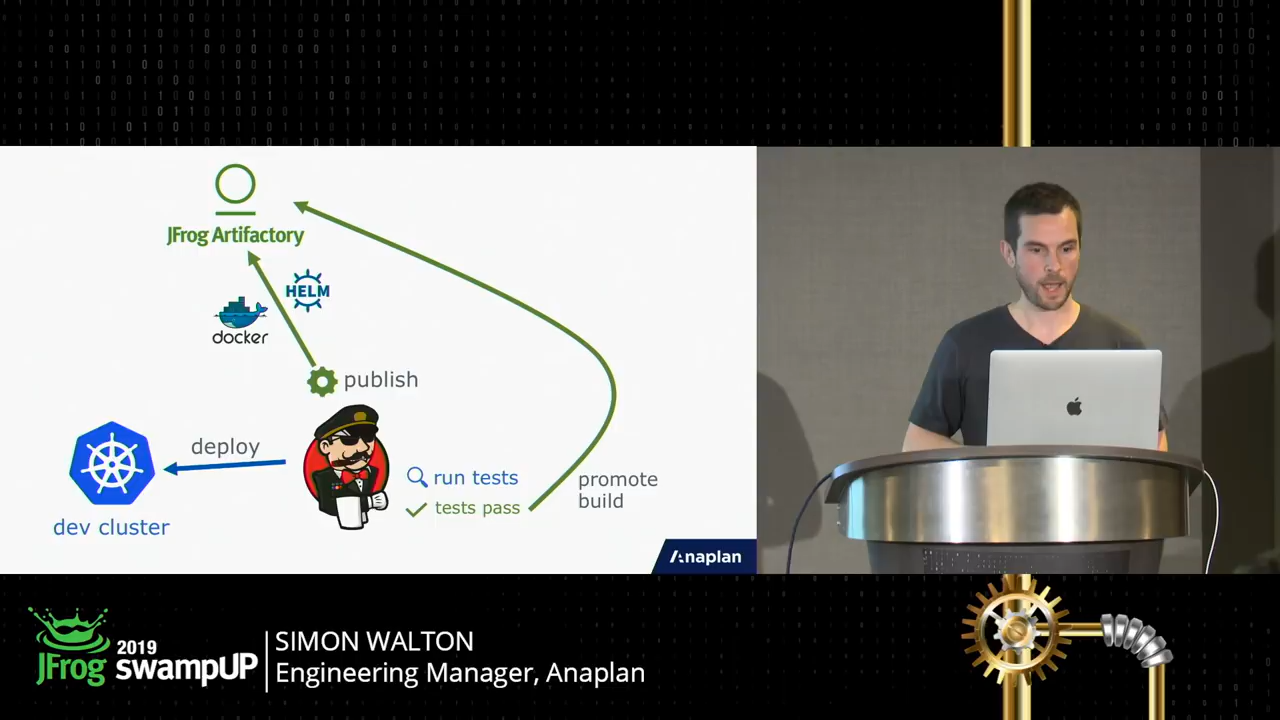 JFrog Artifactory
HELM
docker
publish
deploy
run tests
tests pass
promote
build
dev cluster
Anaplan
JFrog
2019
swampUP
SIMON WALTON
Engineering Manager, Anaplan